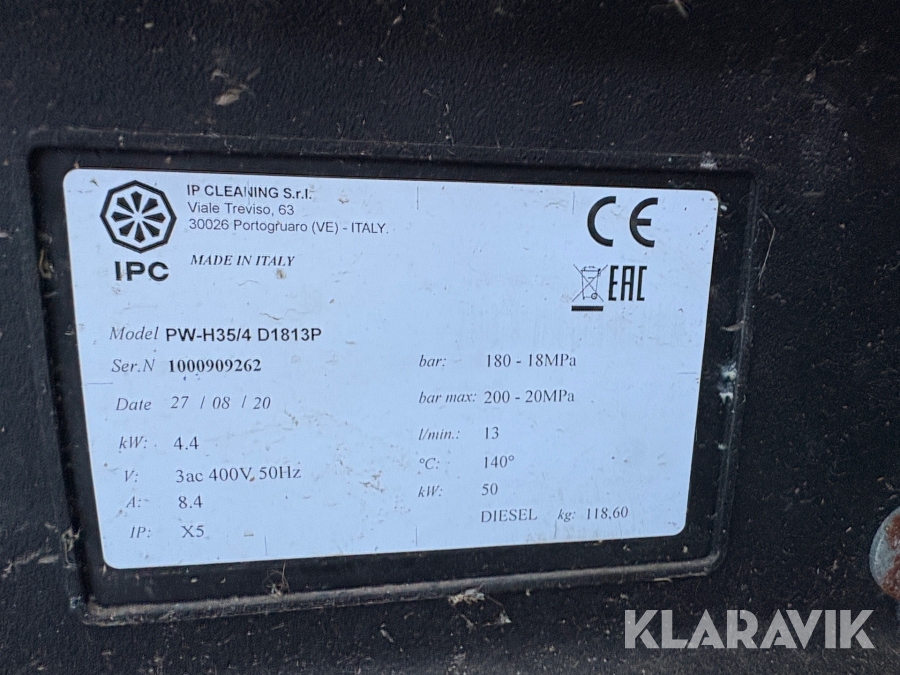 IP CLEANING S.r.l.
Viale Treviso, 63
30026 Portogruaro (VE) - ITALY.
IPC
MADE IN ITALY
CE
EAC
Model PW-H35/4 D1813P
Ser.N 1000909262
Date 27 / 08 / 20
kW: 4.4
V: 3ac 400V, 50Hz
A: 8.4
IP: X5
bar: 180 - 18MPa
bar max: 200 - 20MPa
l/min.: 13
°C: 140°
kW: 50
DIESEL kg: 118,60
KLARAVIK